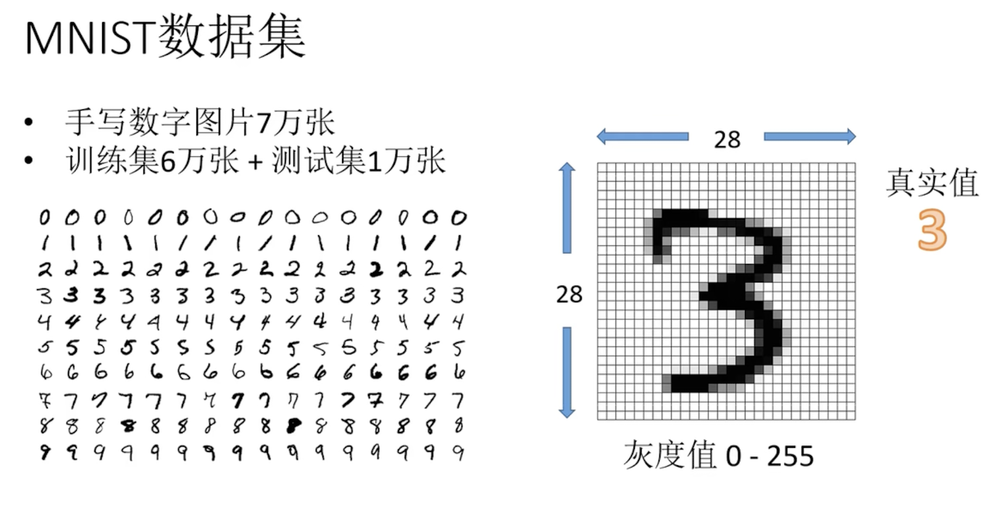 MNIST数据集
• 手写数字图片7万张
• 训练集6万张 + 测试集1万张
0 0 0 0 0 0 0 0 0 0 0 0 0 0 0 0
1 1 1 1 1 1 1 1 1 1 1 1 1 1 1 1
2 2 2 2 2 2 2 2 2 2 2 2 2 2 2 2
3 3 3 3 3 3 3 3 3 3 3 3 3 3 3 3
4 4 4 4 4 4 4 4 4 4 4 4 4 4 4 4
5 5 5 5 5 5 5 5 5 5 5 5 5 5 5 5
6 6 6 6 6 6 6 6 6 6 6 6 6 6 6 6
7 7 7 7 7 7 7 7 7 7 7 7 7 7 7 7
8 8 8 8 8 8 8 8 8 8 8 8 8 8 8 8
9 9 9 9 9 9 9 9 9 9 9 9 9 9 9 9
28
28
3
真实值
3
灰度值 0 - 255